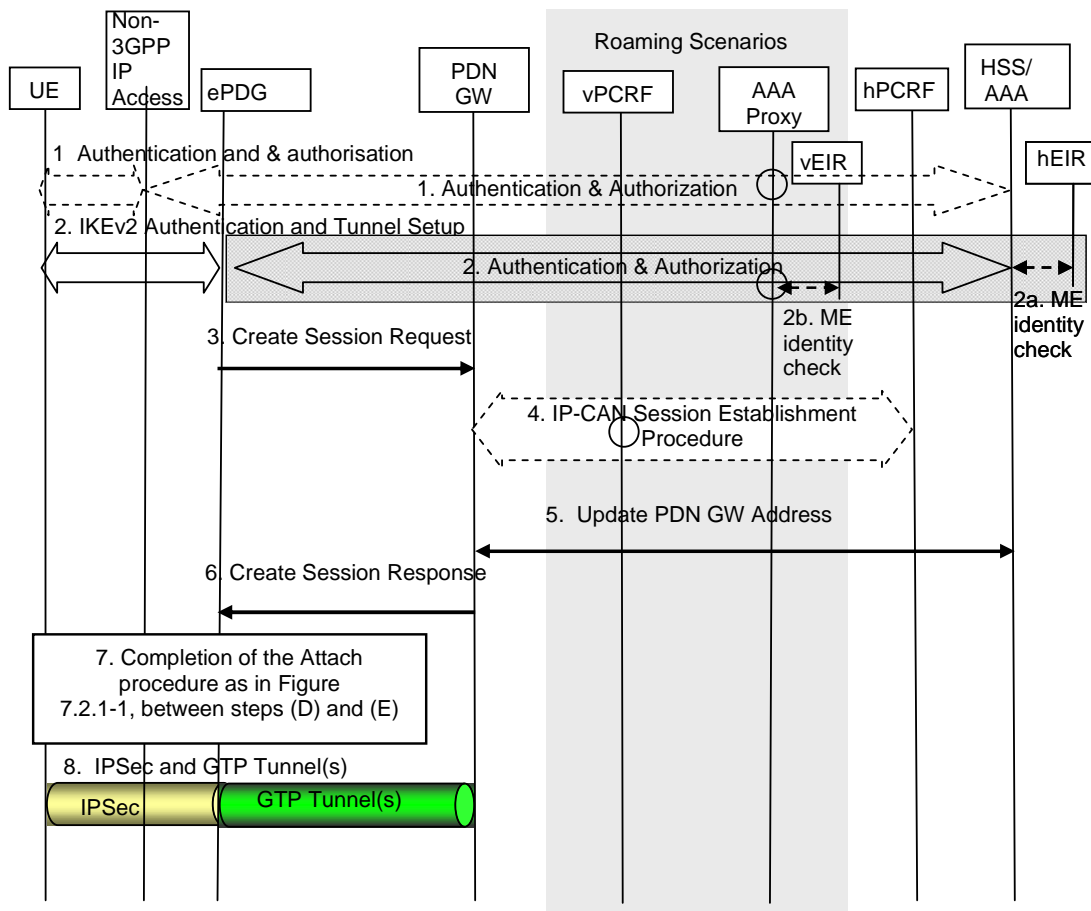 Non-
3GPP
IP
Access
UE
ePDG
PDN
GW
Roaming Scenarios
vPCRF
AAA
Proxy
hPCRF
HSS/
AAA
vEIR
hEIR
1 Authentication and & authorisation
1. Authentication & Authorization
2. IKEv2 Authentication and Tunnel Setup
2. Authentication & Authorization
2a. ME
identity
check
2b. ME
identity
check
3. Create Session Request
4. IP-CAN Session Establishment
Procedure
5. Update PDN GW Address
6. Create Session Response
7. Completion of the Attach
procedure as in Figure
7.2.1-1, between steps (D) and (E)
8. IPSec and GTP Tunnel(s)
IPSec
GTP Tunnel(s)